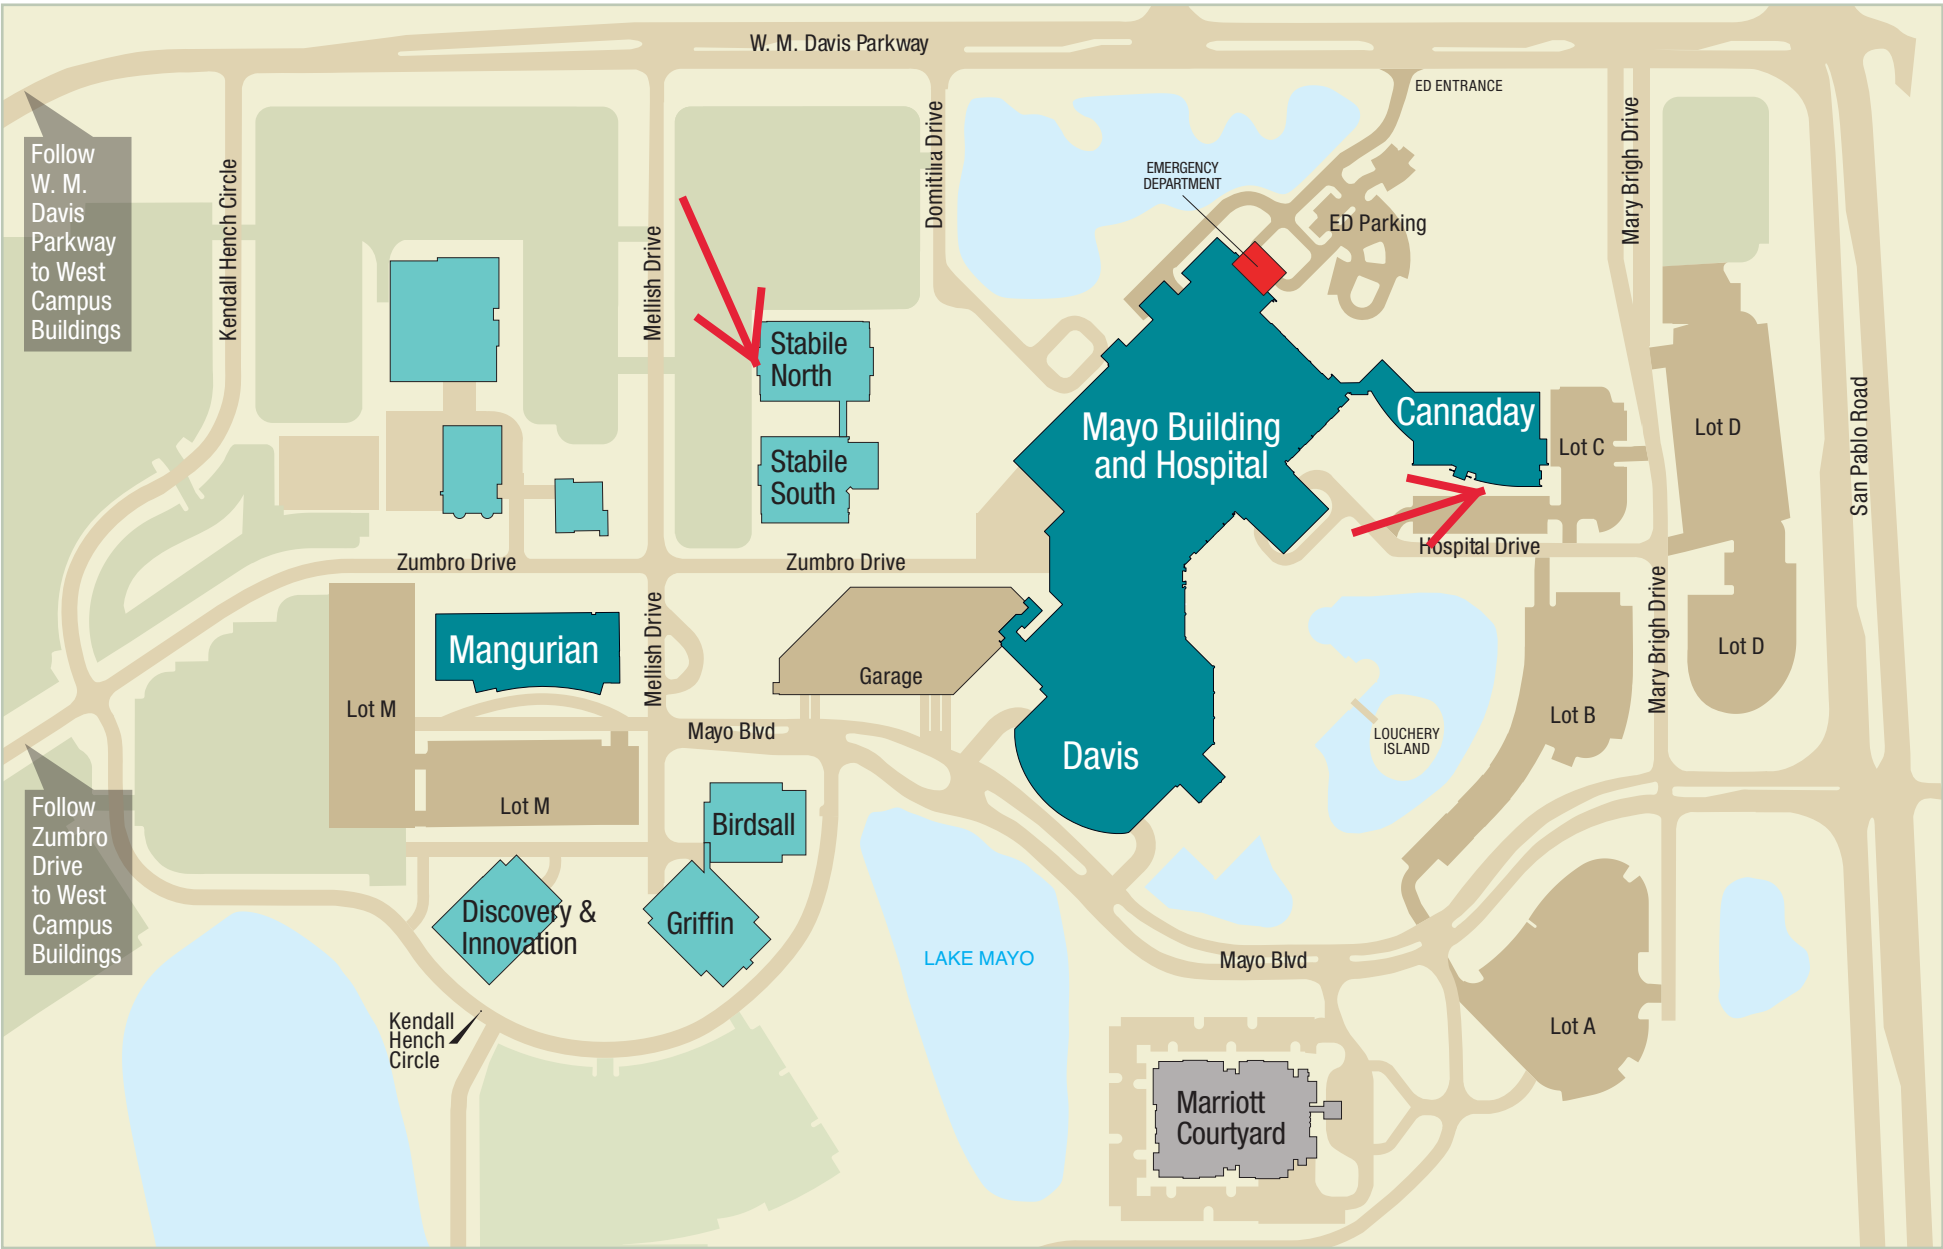 W. M. Davis Parkway
ED ENTRANCE
Follow
W. M.
Davis
Parkway
to West
Campus
Buildings
Kendall Hench Circle
Mellish Drive
Domitilia Drive
EMERGENCY
DEPARTMENT
ED Parking
Mary Brigh Drive
San Pablo Road
Stabile
North
Stabile
South
Mayo Building
and Hospital
Cannaday
Lot C
Lot D
Hospital Drive
Zumbro Drive
Zumbro Drive
Mangurian
Mellish Drive
Garage
Lot M
Mayo Blvd
Davis
LOUCHERY
ISLAND
Lot B
Mary Brigh Drive
Lot D
Follow
Zumbro
Drive
to West
Campus
Buildings
Lot M
Birdsall
Discovery &
Innovation
Griffin
LAKE MAYO
Mayo Blvd
Kendall
Hench
Circle
Lot A
Marriott
Courtyard